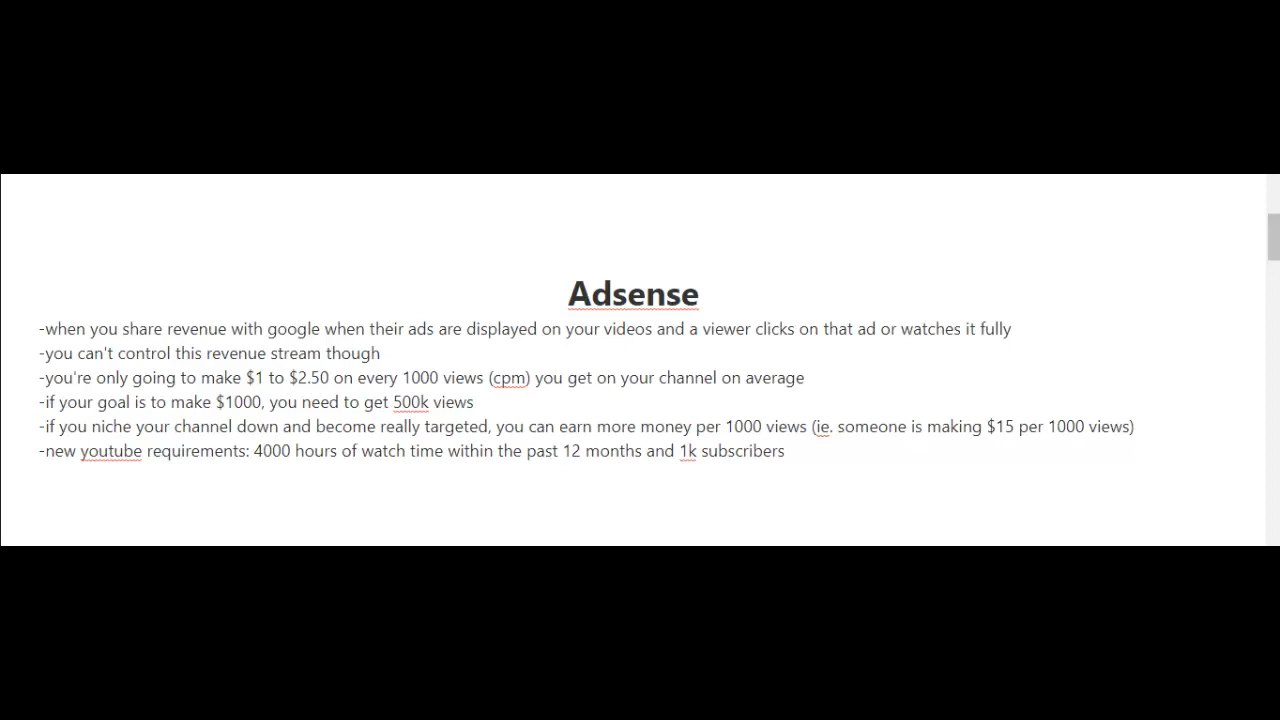 Adsense
-when you share revenue with google when their ads are displayed on your videos and a viewer clicks on that ad or watches it fully
-you can't control this revenue stream though
-you're only going to make $1 to $2.50 on every 1000 views (cpm) you get on your channel on average
-if your goal is to make $1000, you need to get 500k views
-if you niche your channel down and become really targeted, you can earn more money per 1000 views (ie. someone is making $15 per 1000 views)
-new youtube requirements: 4000 hours of watch time within the past 12 months and 1k subscribers